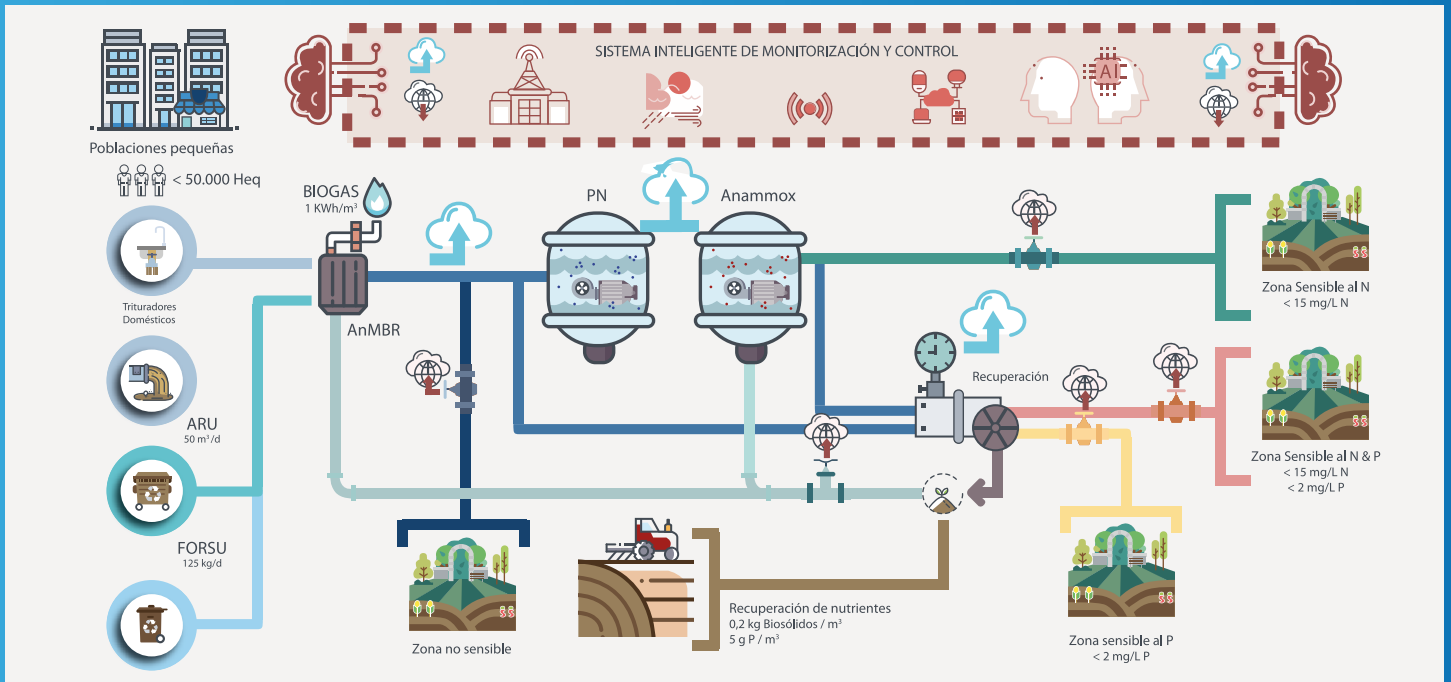 SISTEMA INTELIGENTE DE MONITORIZACIÓN Y CONTROL
AI
Poblaciones pequeñas
< 50.000 Heq
BIOGAS
1 KWh/m³
PN
Anammox
Trituradores
Domésticos
AnMBR
Zona Sensible al N
< 15 mg/L N
Recuperación
ARU
50 m³/d
Zona Sensible al N & P
< 15 mg/L N
< 2 mg/L P
FORSU
125 kg/d
Recuperación de nutrientes
0,2 kg Biosólidos / m³
5 g P / m³
Zona no sensible
Zona sensible al P
< 2 mg/L P